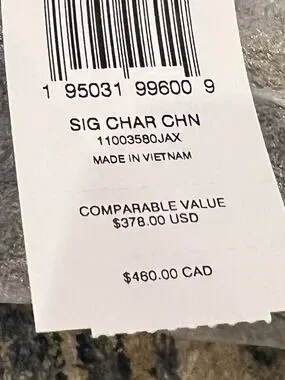 1 95031 99600 9
SIG CHAR CHN
11003580JAX
MADE IN VIETNAM
COMPARABLE VALUE
$378.00 USD
$460.00 CAD